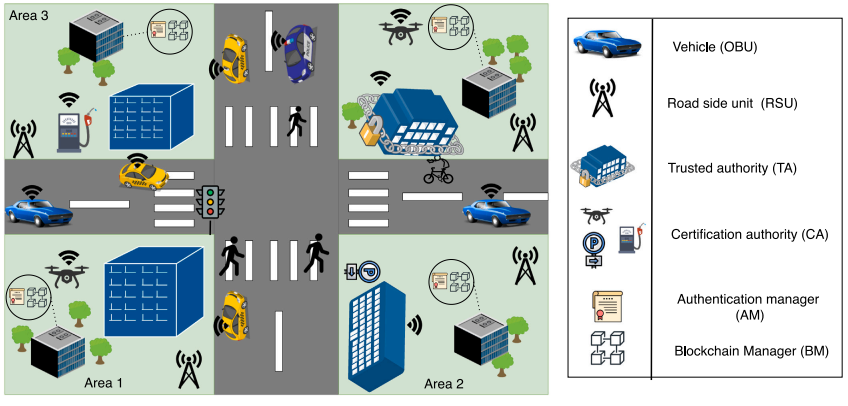 Area 3
Area 1
Area 2
Vehicle (OBU)
Road side unit (RSU)
Trusted authority (TA)
P
P
Certification authority (CA)
Authentication manager
(AM)
Blockchain Manager (BM)